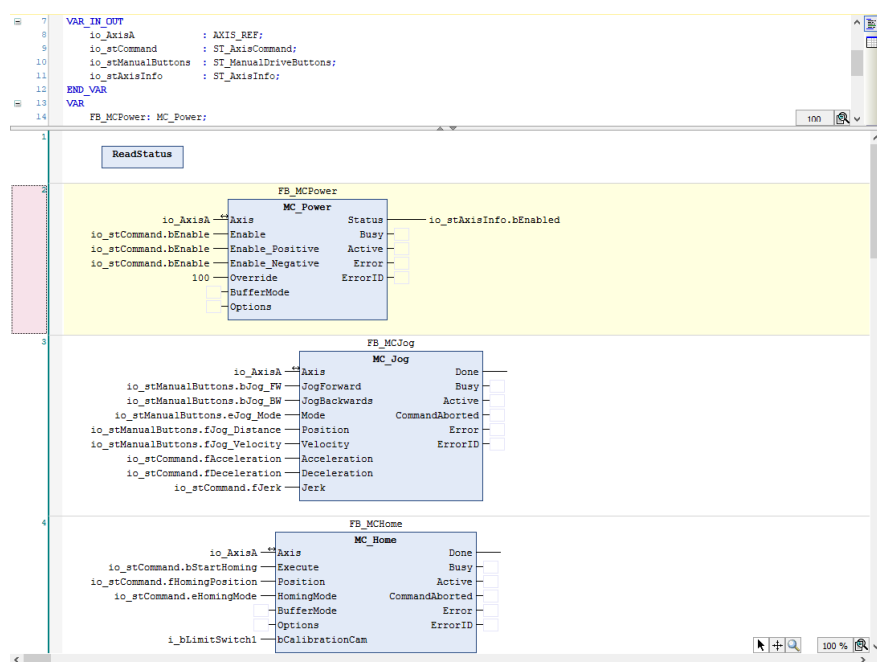 7 VAR_IN_OUT
8 io_AxisA : AXIS_REF;
9 io_stCommand : ST_AxisCommand;
10 io_stManualButtons : ST_ManualDriveButtons;
11 io_stAxisInfo : ST_AxisInfo;
12 END_VAR
13 VAR
14 FB_MCPower: MC_Power;
100
1
ReadStatus
2
FB_MCPower
MC_Power
io_AxisA Axis Status io_stAxisInfo.bEnabled
io_stCommand.bEnable Enable Busy
io_stCommand.bEnable Enable_Positive Active
io_stCommand.bEnable Enable_Negative Error
100 Override ErrorID
BufferMode
Options
3
FB_MCJog
MC_Jog
io_AxisA Axis Done
io_stManualButtons.bJog_FW JogForward Busy
io_stManualButtons.bJog_BW JogBackwards Active
io_stManualButtons.eJog_Mode Mode CommandAborted
io_stManualButtons.fJog_Distance Position Error
io_stManualButtons.fJog_Velocity Velocity ErrorID
io_stCommand.fAcceleration Acceleration
io_stCommand.fDeceleration Deceleration
io_stCommand.fJerk Jerk
4
FB_MCHome
MC_Home
io_AxisA Axis Done
io_stCommand.bStartHoming Execute Busy
io_stCommand.fHomingPosition Position Active
io_stCommand.eHomingMode HomingMode CommandAborted
BufferMode Error
Options ErrorID
i_bLimitSwitch1 bCalibrationCam
100 %